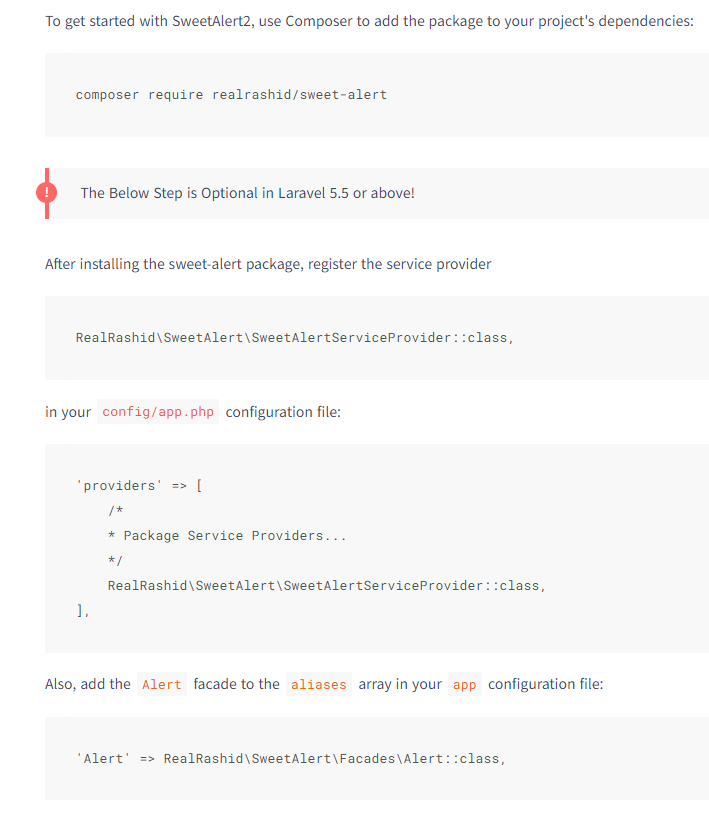 To get started with SweetAlert2, use Composer to add the package to your project's dependencies:
composer require realrashid/sweet-alert
!
The Below Step is Optional in Laravel 5.5 or above!
After installing the sweet-alert package, register the service provider
RealRashid\SweetAlert\SweetAlertServiceProvider::class,
in your config/app.php configuration file:
'providers' => [
    /*
    * Package Service Providers...
    */
    RealRashid\SweetAlert\SweetAlertServiceProvider::class,
],
Also, add the Alert facade to the aliases array in your app configuration file:
'Alert' => RealRashid\SweetAlert\Facades\Alert::class,